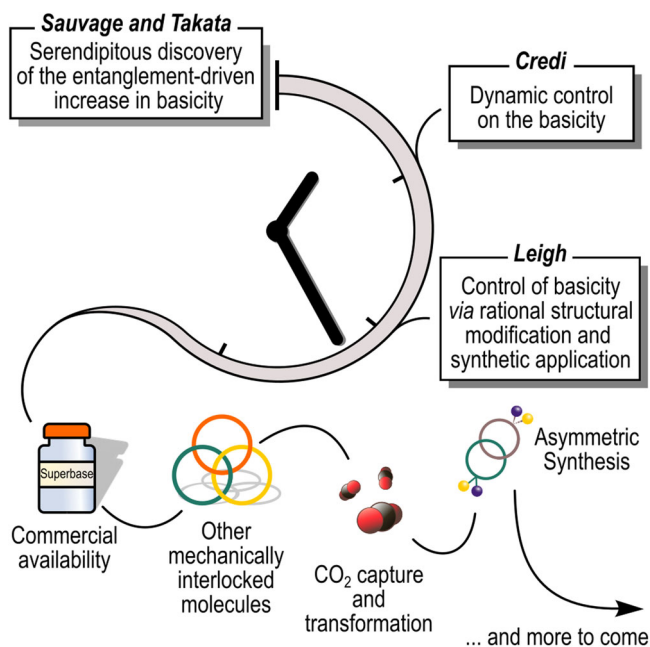 Sauvage and Takata
Serendipitous discovery
of the entanglement-driven
increase in basicity
Credi
Dynamic control
on the basicity
Leigh
Control of basicity
via rational structural
modification and
synthetic application
Superbase
Commercial
availability
Other
mechanically
interlocked
molecules
CO₂ capture
and
transformation
Asymmetric
Synthesis
... and more to come